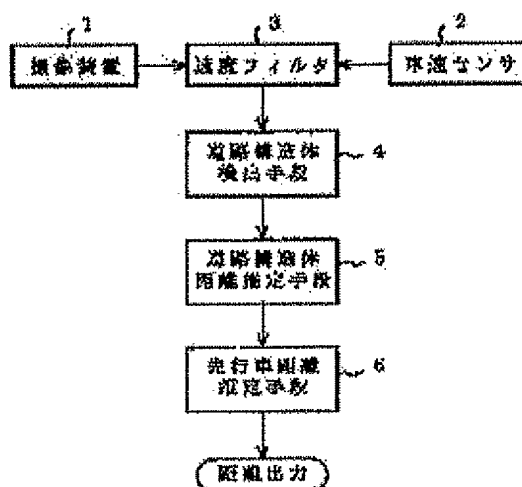 1
3
2
撮像装置
速度フィルタ
車速センサ
道路構造体
検出手段
4
道路構造体
距離推定手段
5
先行車距離
推定手段
6
距離出力